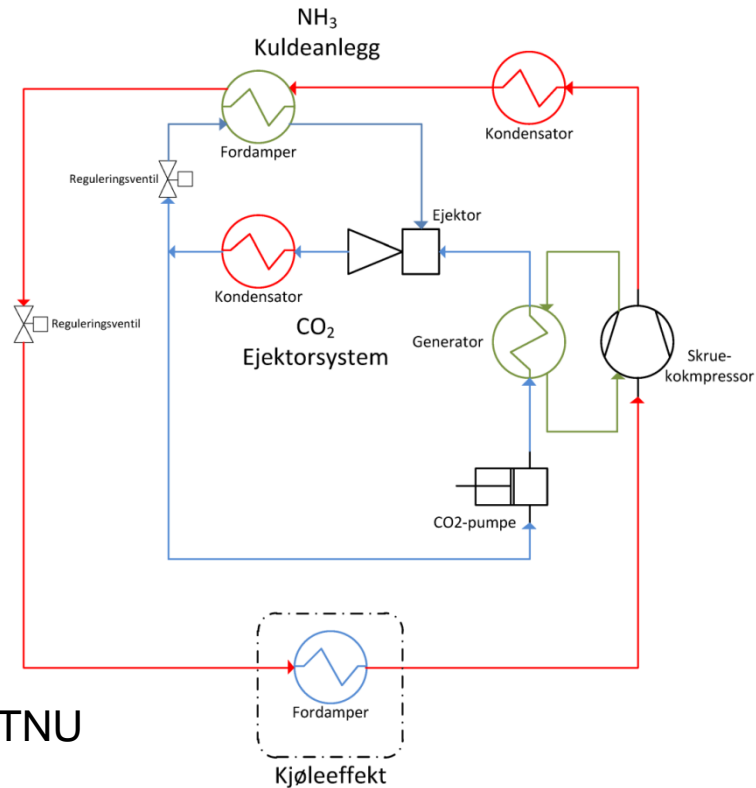 NH₃
Kuldeanlegg
Kondensator
Fordamper
Reguleringsventil
Ejektor
Kondensator
Reguleringsventil
CO₂
Ejektorsystem
Generator
Skrue-
kokmpressor
CO2-pumpe
Fordamper
TNU
Kjøleeffekt